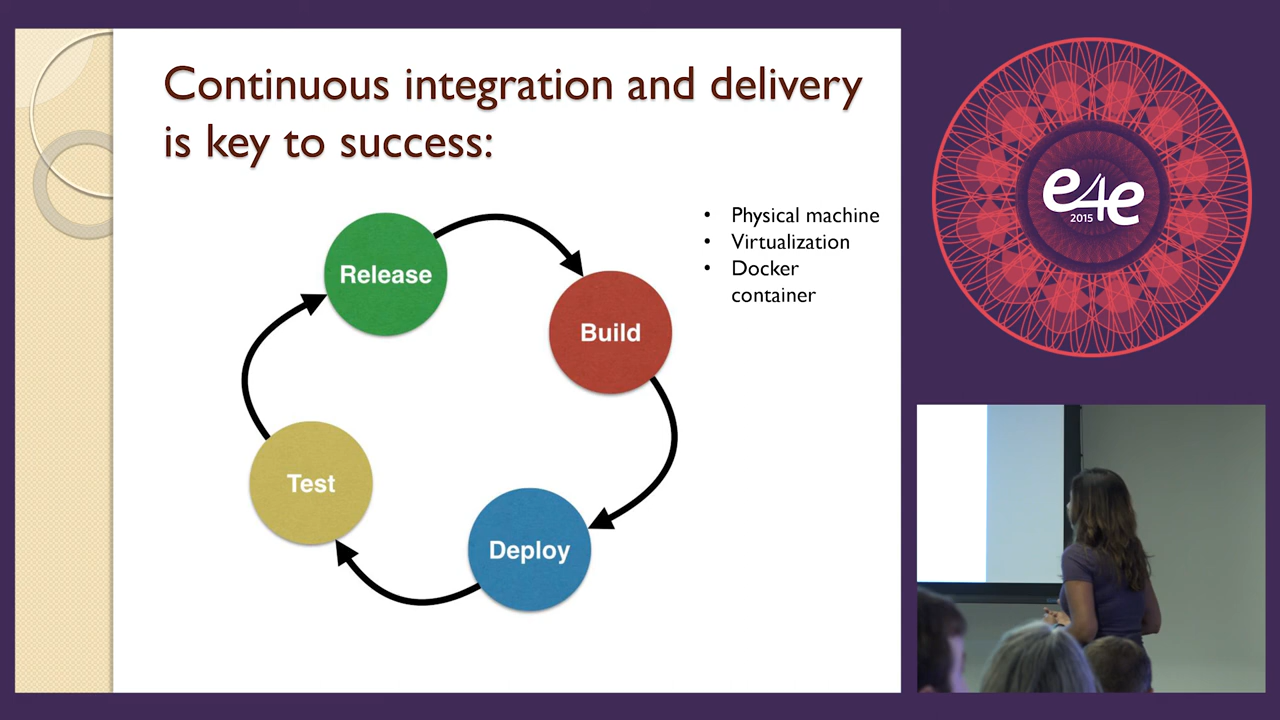 Continuous integration and delivery
is key to success:
Release
Build
Test
Deploy
• Physical machine
• Virtualization
• Docker
container
e4e
2015